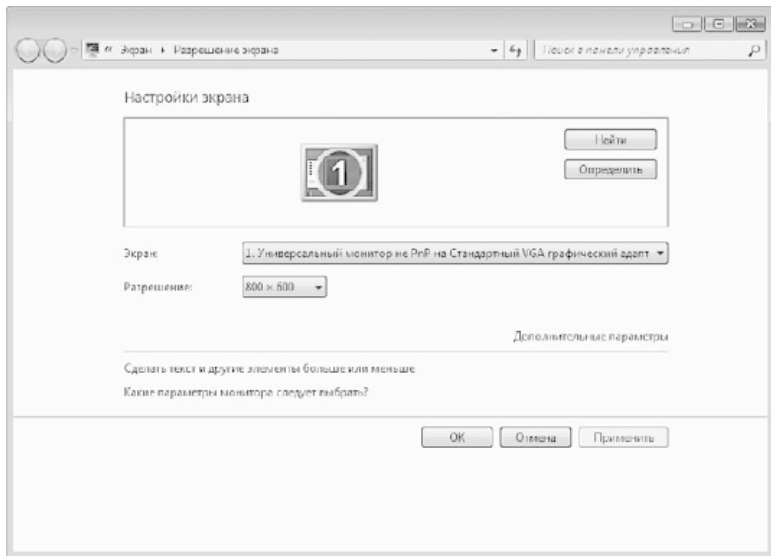 « Экран ▸ Разрешение экрана
Поиск в панели управления
Настройки экрана
1
Найти
Определить
Экран:
1. Универсальный монитор не PnP на Стандартный VGA графический адапт
Разрешение:
800 × 600
Дополнительные параметры
Сделать текст и другие элементы больше или меньше
Какие параметры монитора следует выбрать?
ОК
Отмена
Применить